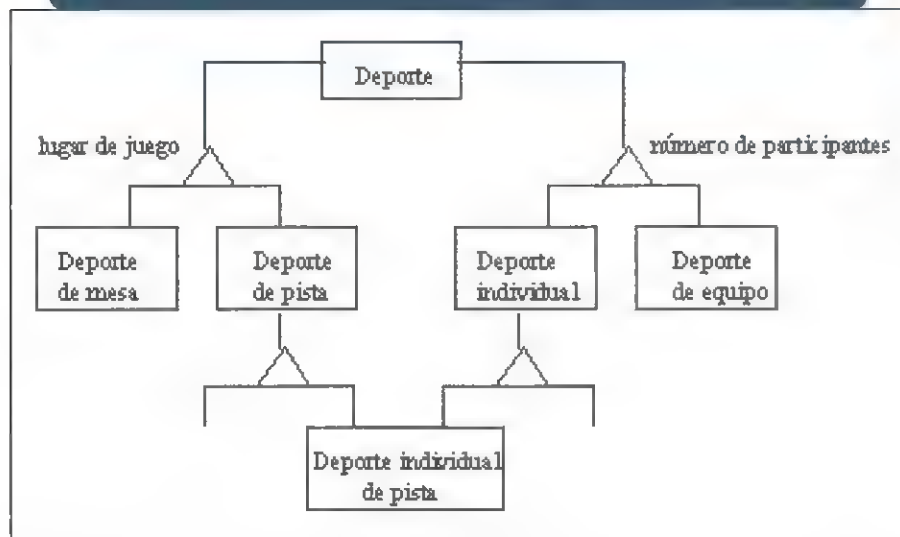 Deporte
lugar de juego
número de participantes
Deporte
de mesa
Deporte
de pista
Deporte
individual
Deporte
de equipo
Deporte individual
de pista